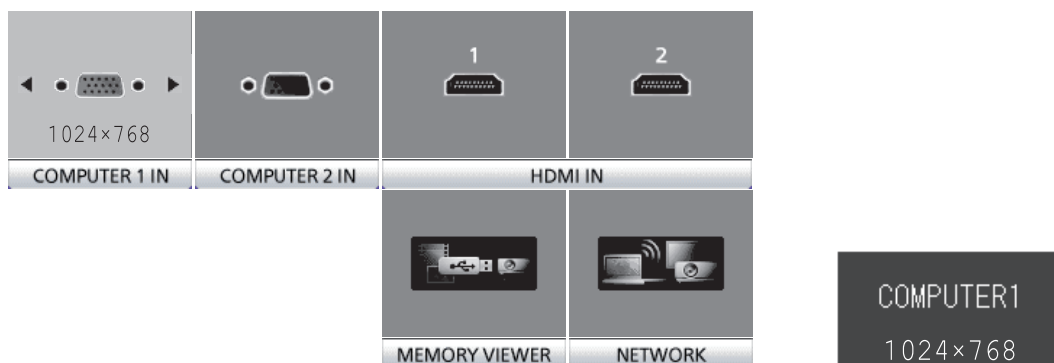 1 2
1024×768
COMPUTER 1 IN COMPUTER 2 IN HDMI IN
MEMORY VIEWER NETWORK
COMPUTER1
1024×768